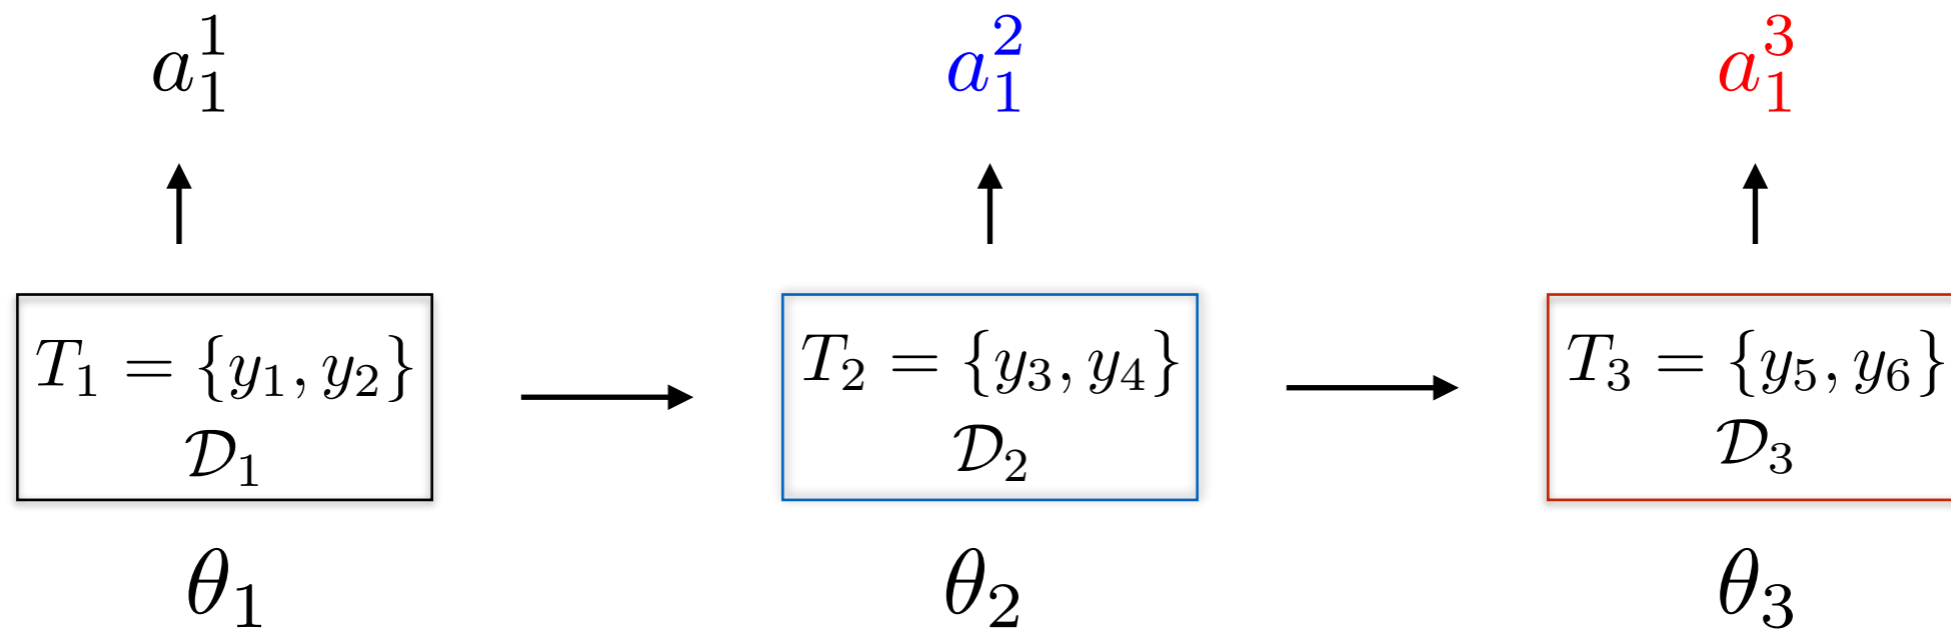 a_1^1 a_1^2 a_1^3
T_1 = {y_1, y_2} T_2 = {y_3, y_4} T_3 = {y_5, y_6}
𝒟_1 𝒟_2 𝒟_3
θ_1 θ_2 θ_3